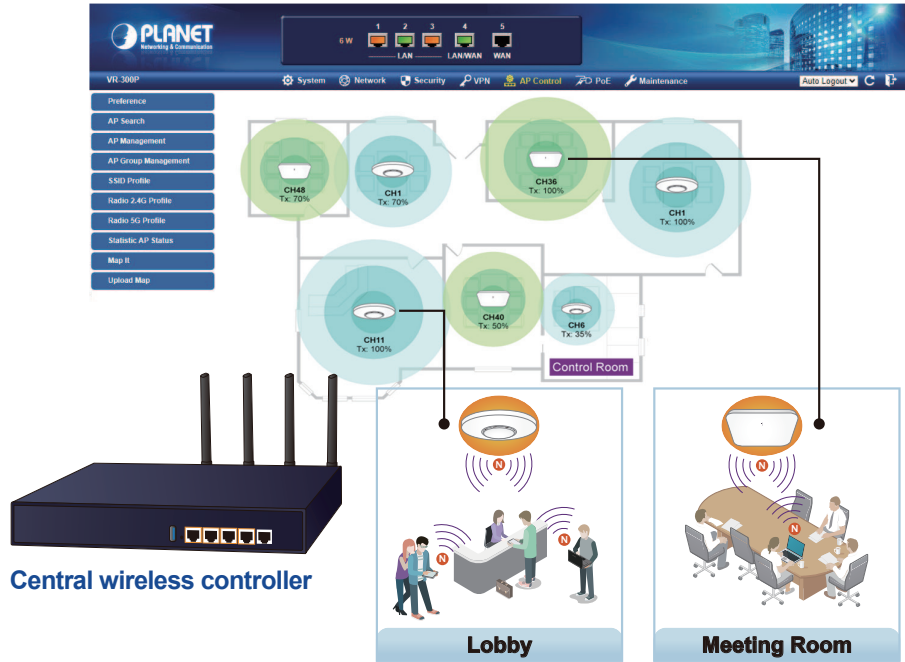 PLANET
Networking & Communication
1 2 3 4 5
6 W
LAN LAN/WAN WAN
VR-300P
System Network Security VPN AP Control PoE Maintenance
Auto Logout
Preference
AP Search
AP Management
AP Group Management
SSID Profile
Radio 2.4G Profile
Radio 5G Profile
Statistic AP Status
Map It
Upload Map
CH48
Tx: 70%
CH1
Tx: 70%
CH36
Tx: 100%
CH1
Tx: 100%
CH11
Tx: 100%
CH40
Tx: 50%
CH6
Tx: 35%
Control Room
N
N
N
N
N
Central wireless controller
Lobby
Meeting Room